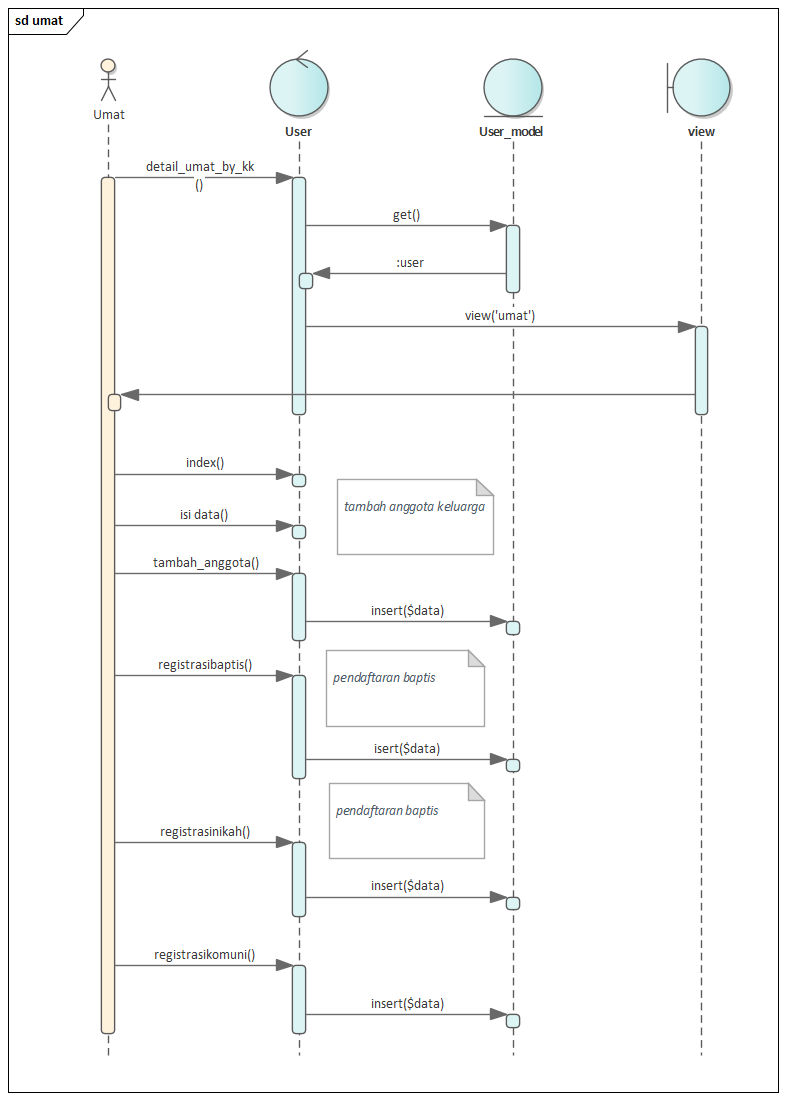 sd umat
Umat
User
User_model
view
detail_umat_by_kk
()
get()
:user
view('umat')
index()
tambah anggota keluarga
isi data()
tambah_anggota()
insert($data)
registrasibaptis()
pendaftaran baptis
isert($data)
pendaftaran baptis
registrasinikah()
insert($data)
registrasikomuni()
insert($data)